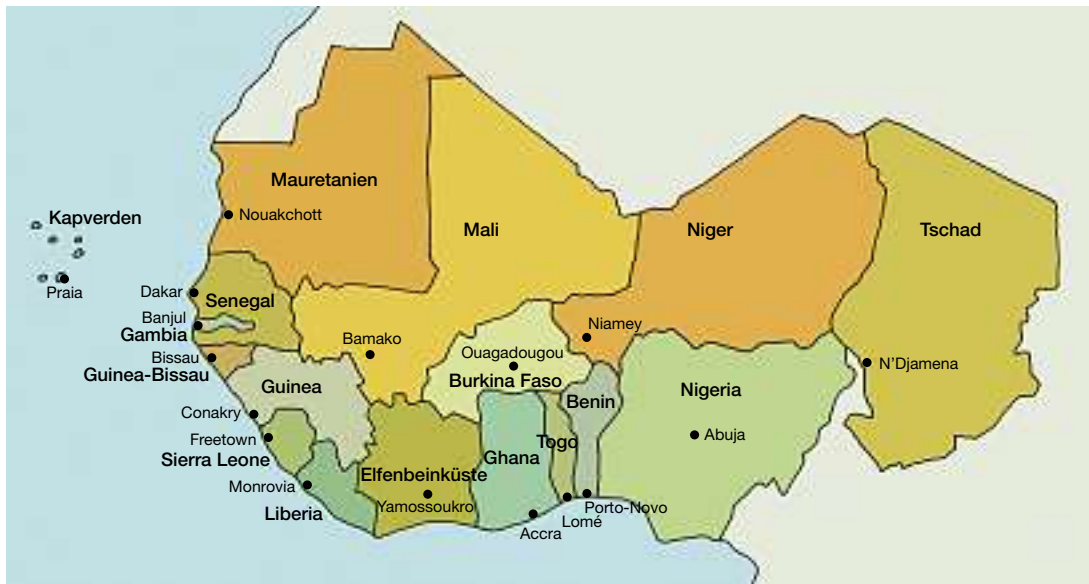 Mauretanien
Nouakchott
Kapverden
Mali
Niger
Tschad
Praia
Dakar
Senegal
Banjul
Gambia
Bissau
Guinea-Bissau
Bamako
Niamey
Ouagadougou
Burkina Faso
N'Djamena
Guinea
Benin
Nigeria
Conakry
Freetown
Sierra Leone
Togo
Abuja
Ghana
Elfenbeinküste
Monrovia
Yamossoukro
Liberia
Porto-Novo
Lomé
Accra